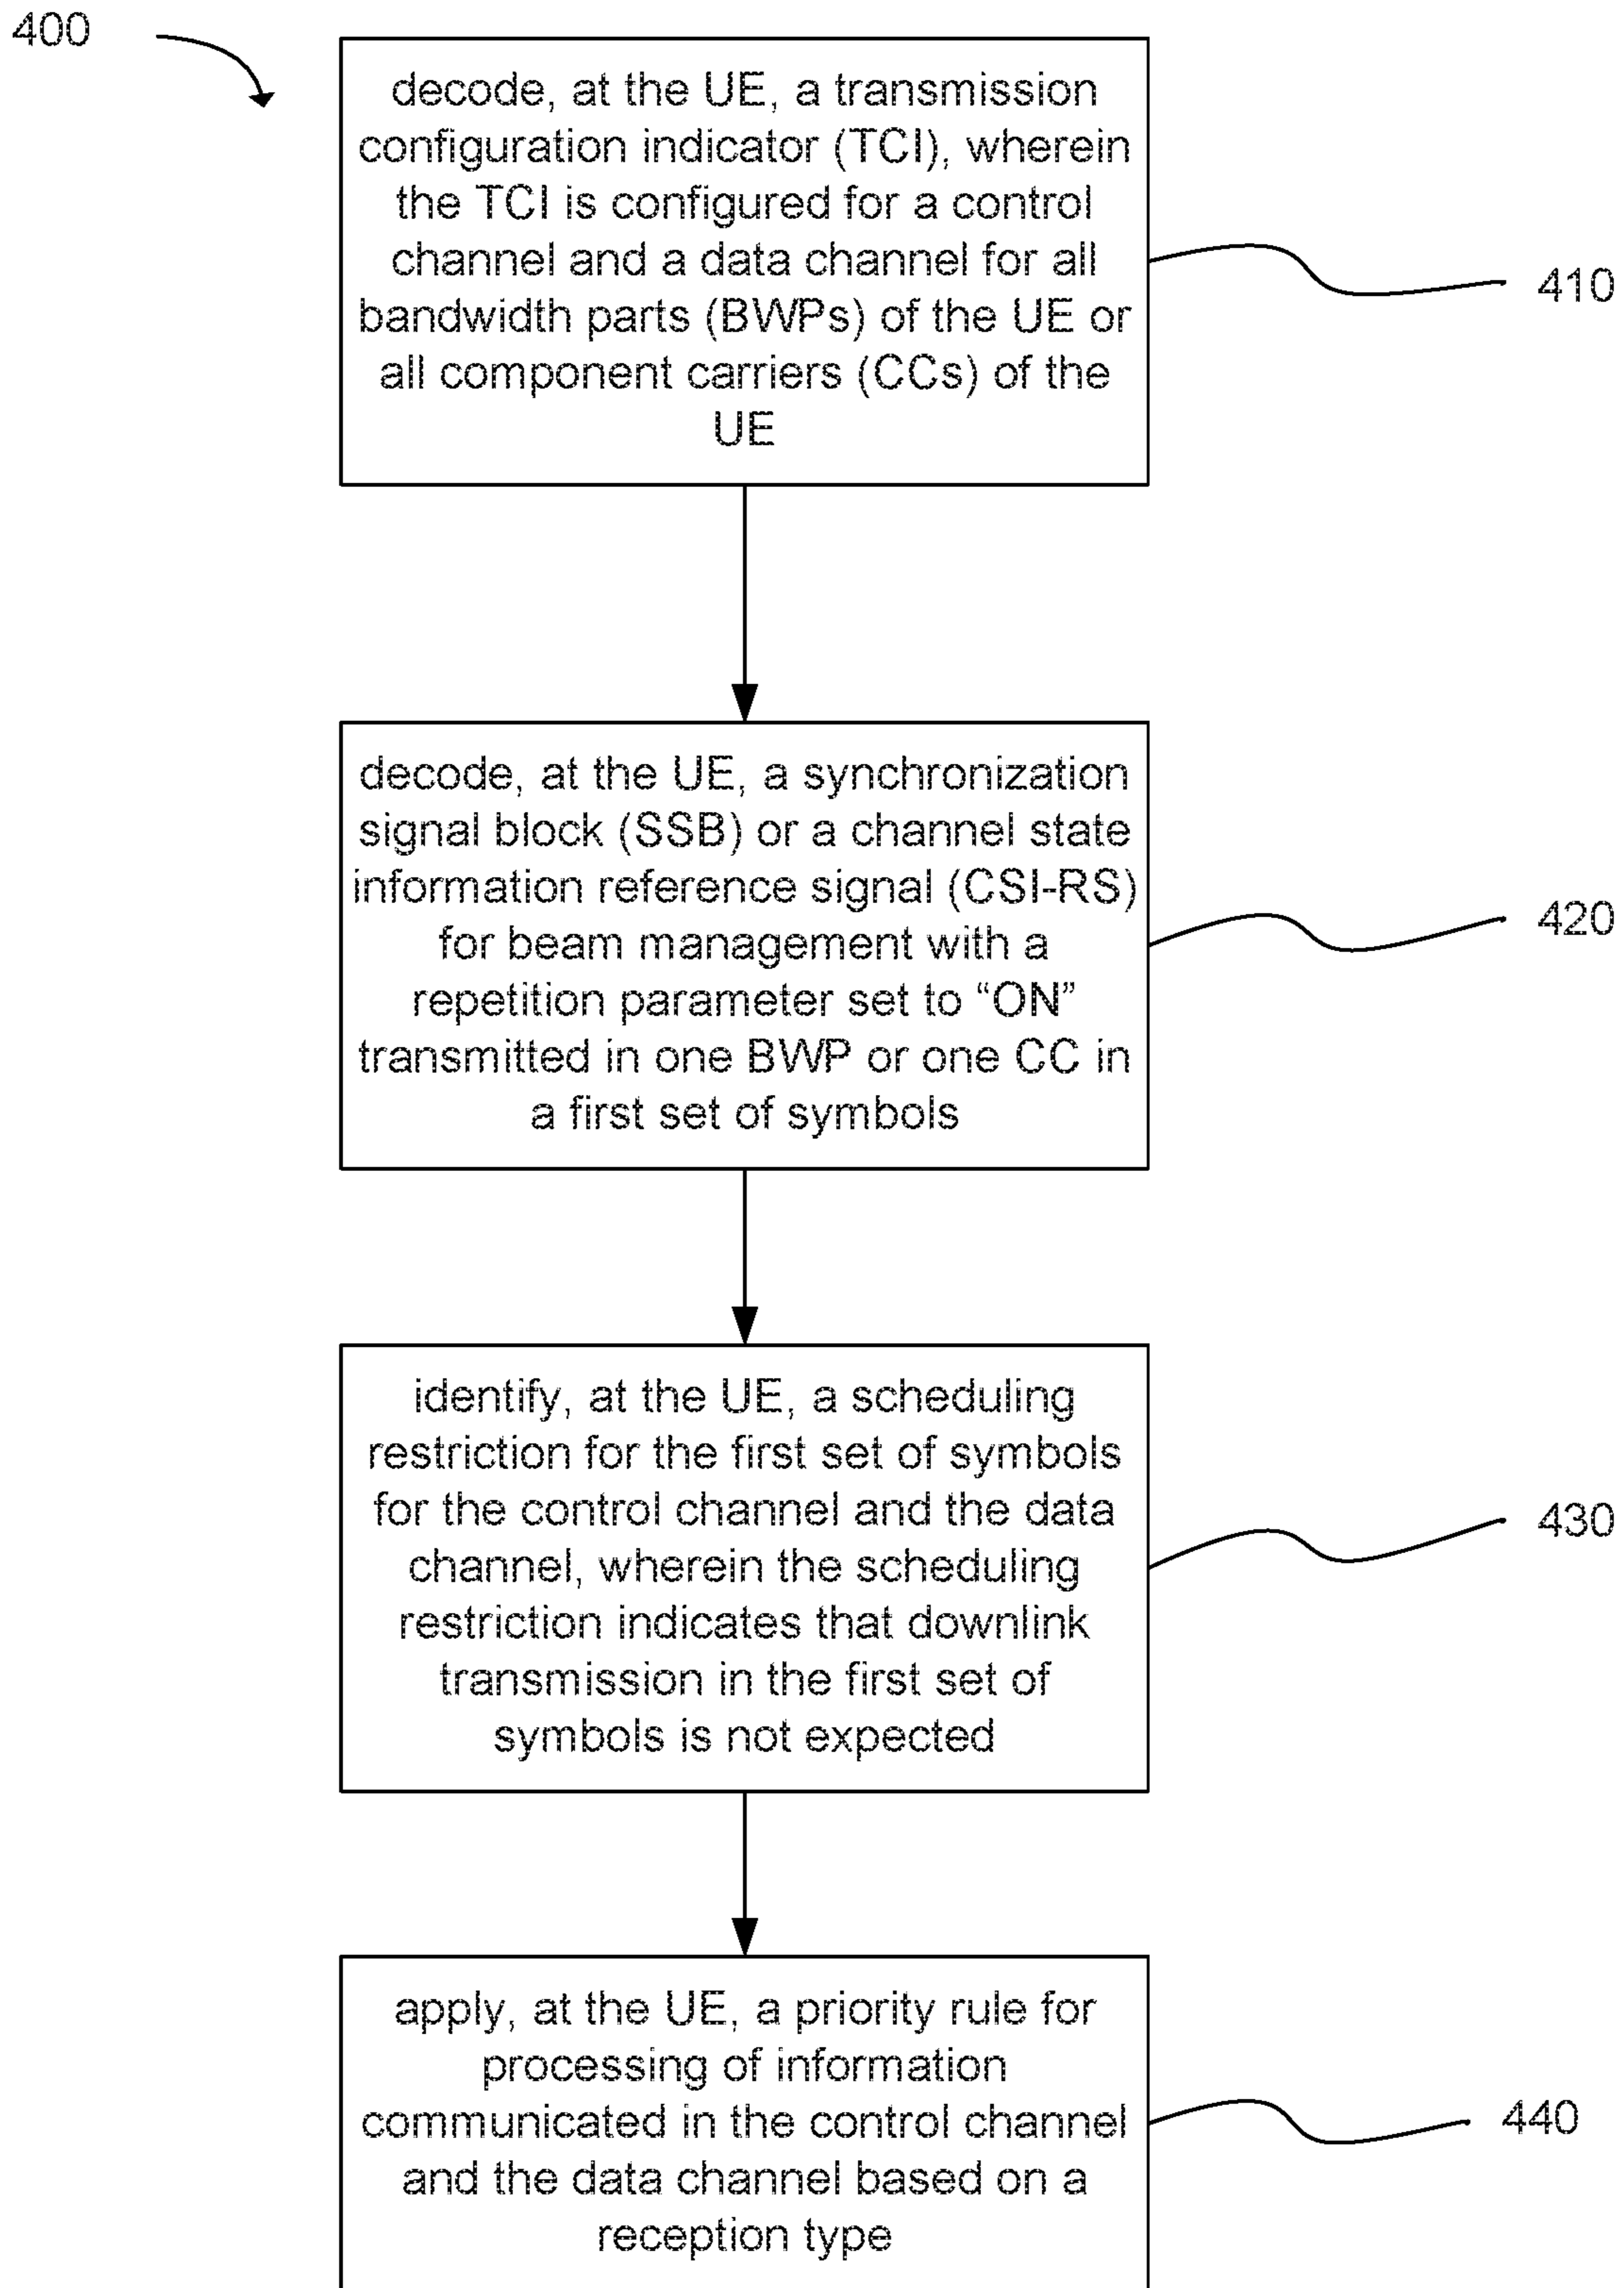 400
decode, at the UE, a transmission
configuration indicator (TCI), wherein
the TCI is configured for a control
channel and a data channel for all
bandwidth parts (BWPs) of the UE or
all component carriers (CCs) of the
UE
410
decode, at the UE, a synchronization
signal block (SSB) or a channel state
information reference signal (CSI-RS)
for beam management with a
repetition parameter set to “ON”
transmitted in one BWP or one CC in
a first set of symbols
420
identify, at the UE, a scheduling
restriction for the first set of symbols
for the control channel and the data
channel, wherein the scheduling
restriction indicates that downlink
transmission in the first set of
symbols is not expected
430
apply, at the UE, a priority rule for
processing of information
communicated in the control channel
and the data channel based on a
reception type
440